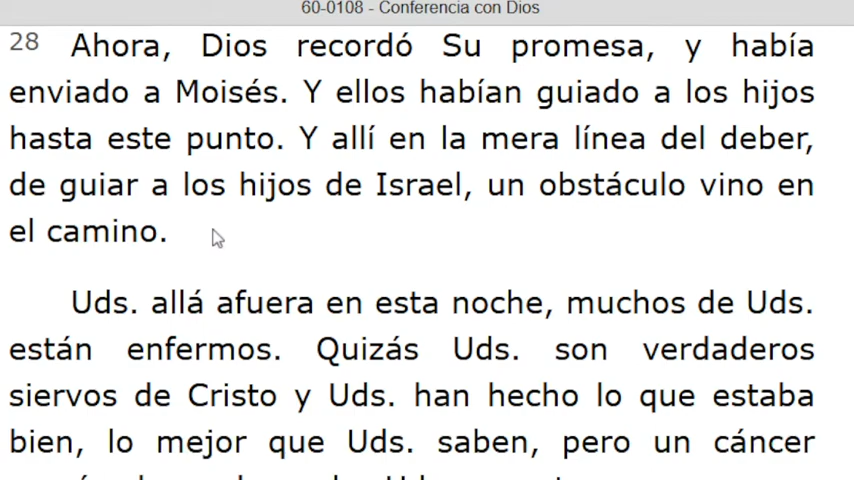 60-0108 - Conferencia con Dios
28 Ahora, Dios recordó Su promesa, y había
enviado a Moisés. Y ellos habían guiado a los hijos
hasta este punto. Y allí en la mera línea del deber,
de guiar a los hijos de Israel, un obstáculo vino en
el camino.
Uds. allá afuera en esta noche, muchos de Uds.
están enfermos. Quizás Uds. son verdaderos
siervos de Cristo y Uds. han hecho lo que estaba
bien, lo mejor que Uds. saben, pero un cáncer